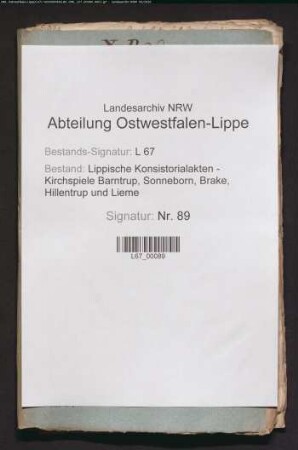 Landesarchiv NRW
Abteilung Ostwestfalen-Lippe
Bestands-Signatur: L 67
Bestand: Lippische Konsistorialakten -
Kirchspiele Barntrup, Sonneborn, Brake,
Hillentrup und Lieme
Signatur: Nr. 89
L67_00089